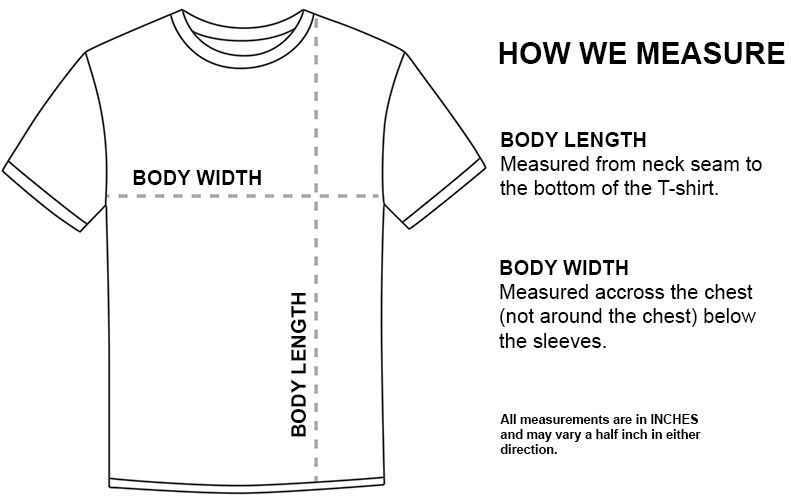 HOW WE MEASURE
BODY LENGTH
Measured from neck seam to
the bottom of the T-shirt.
BODY WIDTH
BODY WIDTH
Measured accross the chest
(not around the chest) below
the sleeves.
BODY LENGTH
All measurements are in INCHES
and may vary a half inch in either
direction.